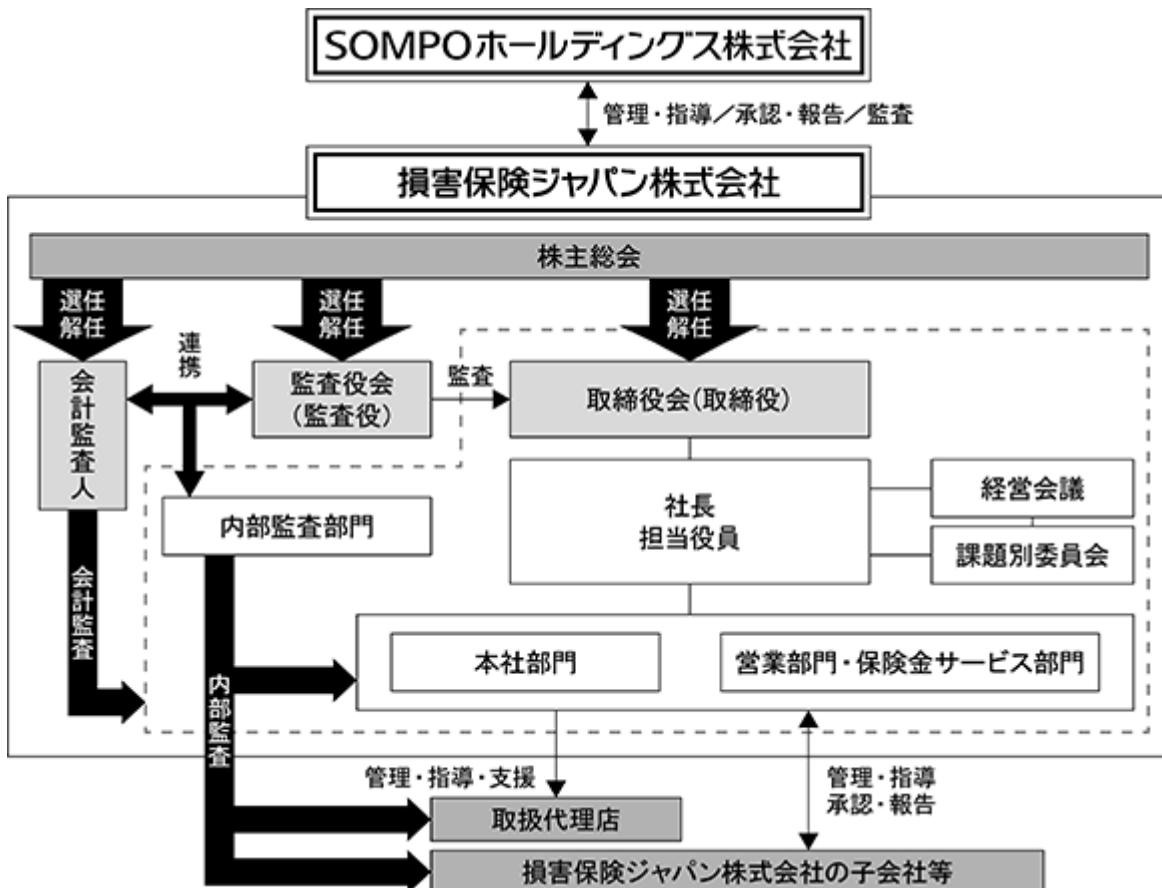 SOMPOホールディングス株式会社
管理・指導／承認・報告／監査
損害保険ジャパン株式会社
株主総会
選任
解任
選任
解任
選任
解任
連携
会計監査人
監査役会
（監査役）
監査
取締役会（取締役）
内部監査部門
社長
担当役員
経営会議
課題別委員会
会計監査
内部監査
本社部門
営業部門・保険金サービス部門
管理・指導・支援
管理・指導
承認・報告
取扱代理店
損害保険ジャパン株式会社の子会社等